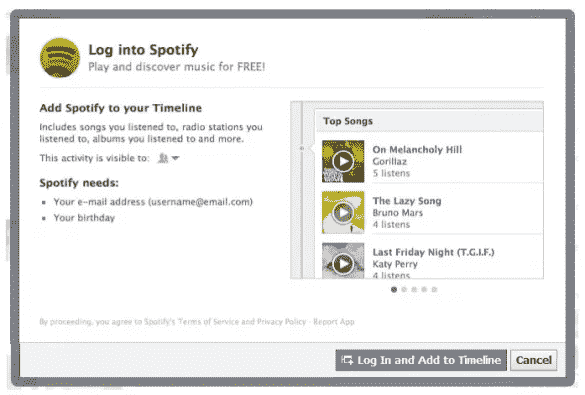 Log into Spotify
Play and discover music for FREE!
Add Spotify to your Timeline
Includes songs you listened to, radio stations you
listened to, albums you listened to and more.
This activity is visible to:
Spotify needs:
Your e-mail address (username@email.com)
Your birthday
Top Songs
On Melancholy Hill
Gorillaz
5 listens
The Lazy Song
Bruno Mars
4 listens
Last Friday Night (T.G.I.F.)
Katy Perry
4 listens
By proceeding, you agree to Spotify's Terms of Service and Privacy Policy · Report App
Log In and Add to Timeline
Cancel